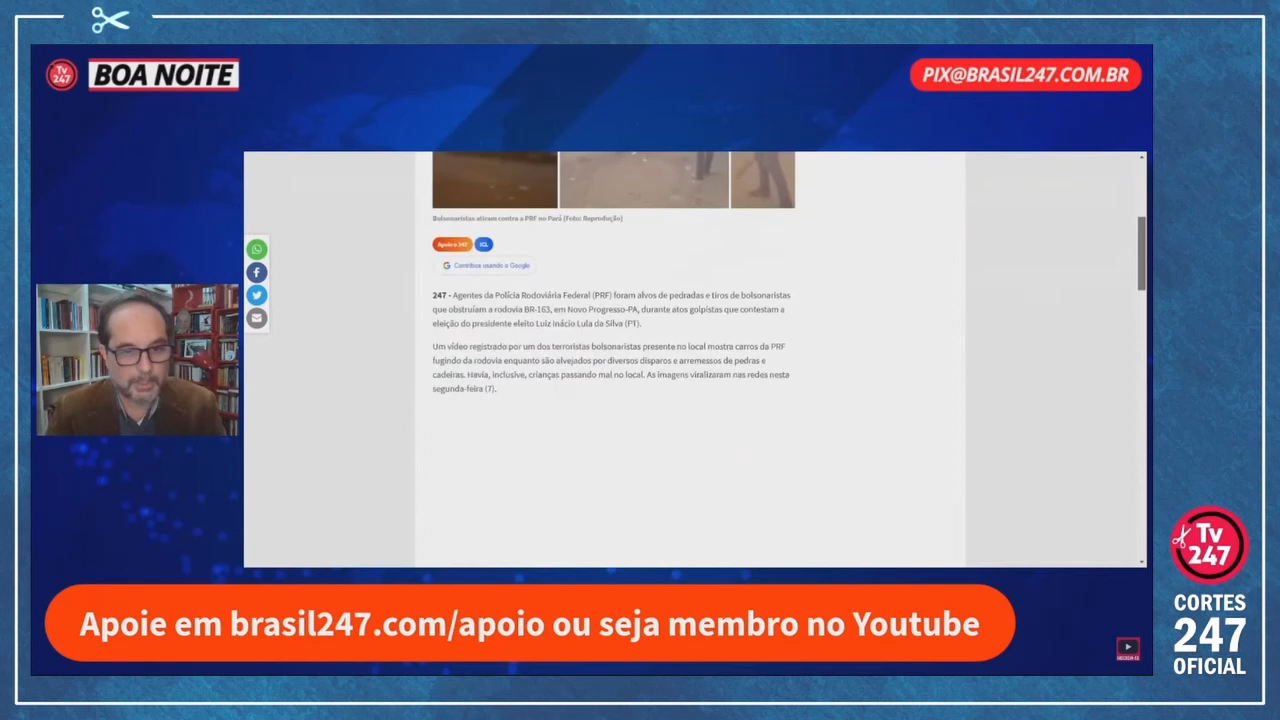 Tv
247
BOA NOITE
PIX@BRASIL247.COM.BR
Bolsonaristas atiram contra a PRF no Pará (Foto: Reprodução)
Apoie o 247
ICL
Contribua usando o Google
247 - Agentes da Polícia Rodoviária Federal (PRF) foram alvos de pedradas e tiros de bolsonaristas
que obstruíam a rodovia BR-163, em Novo Progresso-PA, durante atos golpistas que contestam a
eleição do presidente eleito Luiz Inácio Lula da Silva (PT).
Um vídeo registrado por um dos terroristas bolsonaristas presente no local mostra carros da PRF
fugindo da rodovia enquanto são alvejados por diversos disparos e arremessos de pedras e
cadeiras. Havia, inclusive, crianças passando mal no local. As imagens viralizaram nas redes nesta
segunda-feira (7).
Apoie em brasil247.com/apoio ou seja membro no Youtube
Tv
247
CORTES
247
OFICIAL